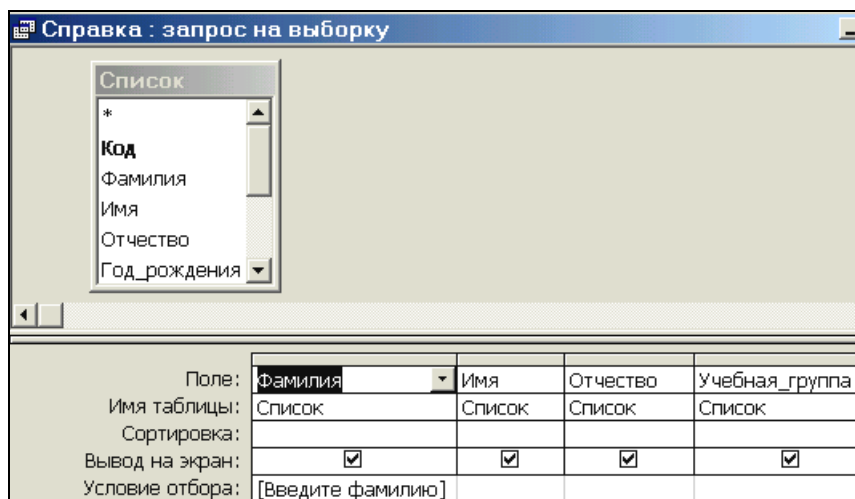 Справка : запрос на выборку
Список
*
Код
Фамилия
Имя
Отчество
Год_рождения
Поле: Фамилия Имя Отчество Учебная_группа
Имя таблицы: Список Список Список Список
Сортировка:
Вывод на экран:
Условие отбора: [Введите фамилию]